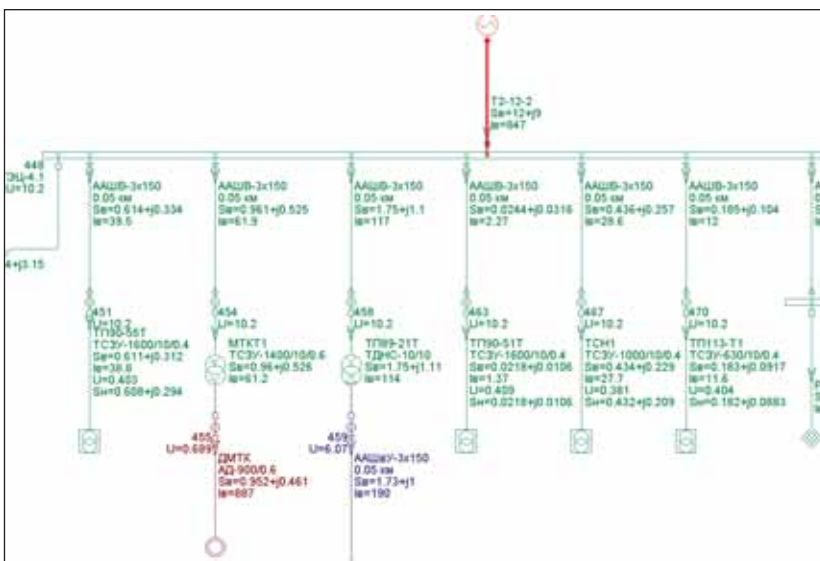 Т2-12-2
Sв=12+j9
Iв=847
448
ТЭЦ-4.1
U=10.2
4+j3.15
ААШВ-3х150
0.05 км
Sв=0.614+j0.334
Iв=39.5
ААШВ-3х150
0.05 км
Sв=0.961+j0.525
Iв=61.9
ААШВ-3х150
0.05 км
Sв=1.75+j1.1
Iв=117
ААШВ-3х150
0.05 км
Sв=0.0244+j0.0316
Iв=2.27
ААШВ-3х150
0.05 км
Sв=0.436+j0.257
Iв=28.6
ААШВ-3х150
0.05 км
Sв=0.185+j0.104
Iв=12
451
U=10.2
ТП90-55Т
ТСЗУ-1600/10/0.4
Sв=0.611+j0.312
Iв=38.8
U=0.403
Sн=0.608+j0.294
454
U=10.2
МТКТ1
ТСЗУ-1400/10/0.6
Sв=0.96+j0.526
Iв=61.2
458
U=10.2
ТП89-21Т
ТДНС-10/10
Sв=1.75+j1.11
Iв=114
463
U=10.2
ТП90-51Т
ТСЗУ-1600/10/0.4
Sв=0.0218+j0.0106
Iв=1.37
U=0.409
Sн=0.0218+j0.0106
467
U=10.2
ТСН1
ТСЗУ-1000/10/0.4
Sв=0.434+j0.229
Iв=27.7
U=0.381
Sн=0.432+j0.209
470
U=10.2
ТП113-Т1
ТСЗУ-630/10/0.4
Sв=0.183+j0.0917
Iв=11.6
U=0.404
Sн=0.182+j0.0883
455
U=0.689
ДМТК
АД-900/0.6
Sв=0.952+j0.461
Iв=887
459
U=6.07
ААШвУ-3х150
0.05 км
Sв=1.73+j1
Iв=190